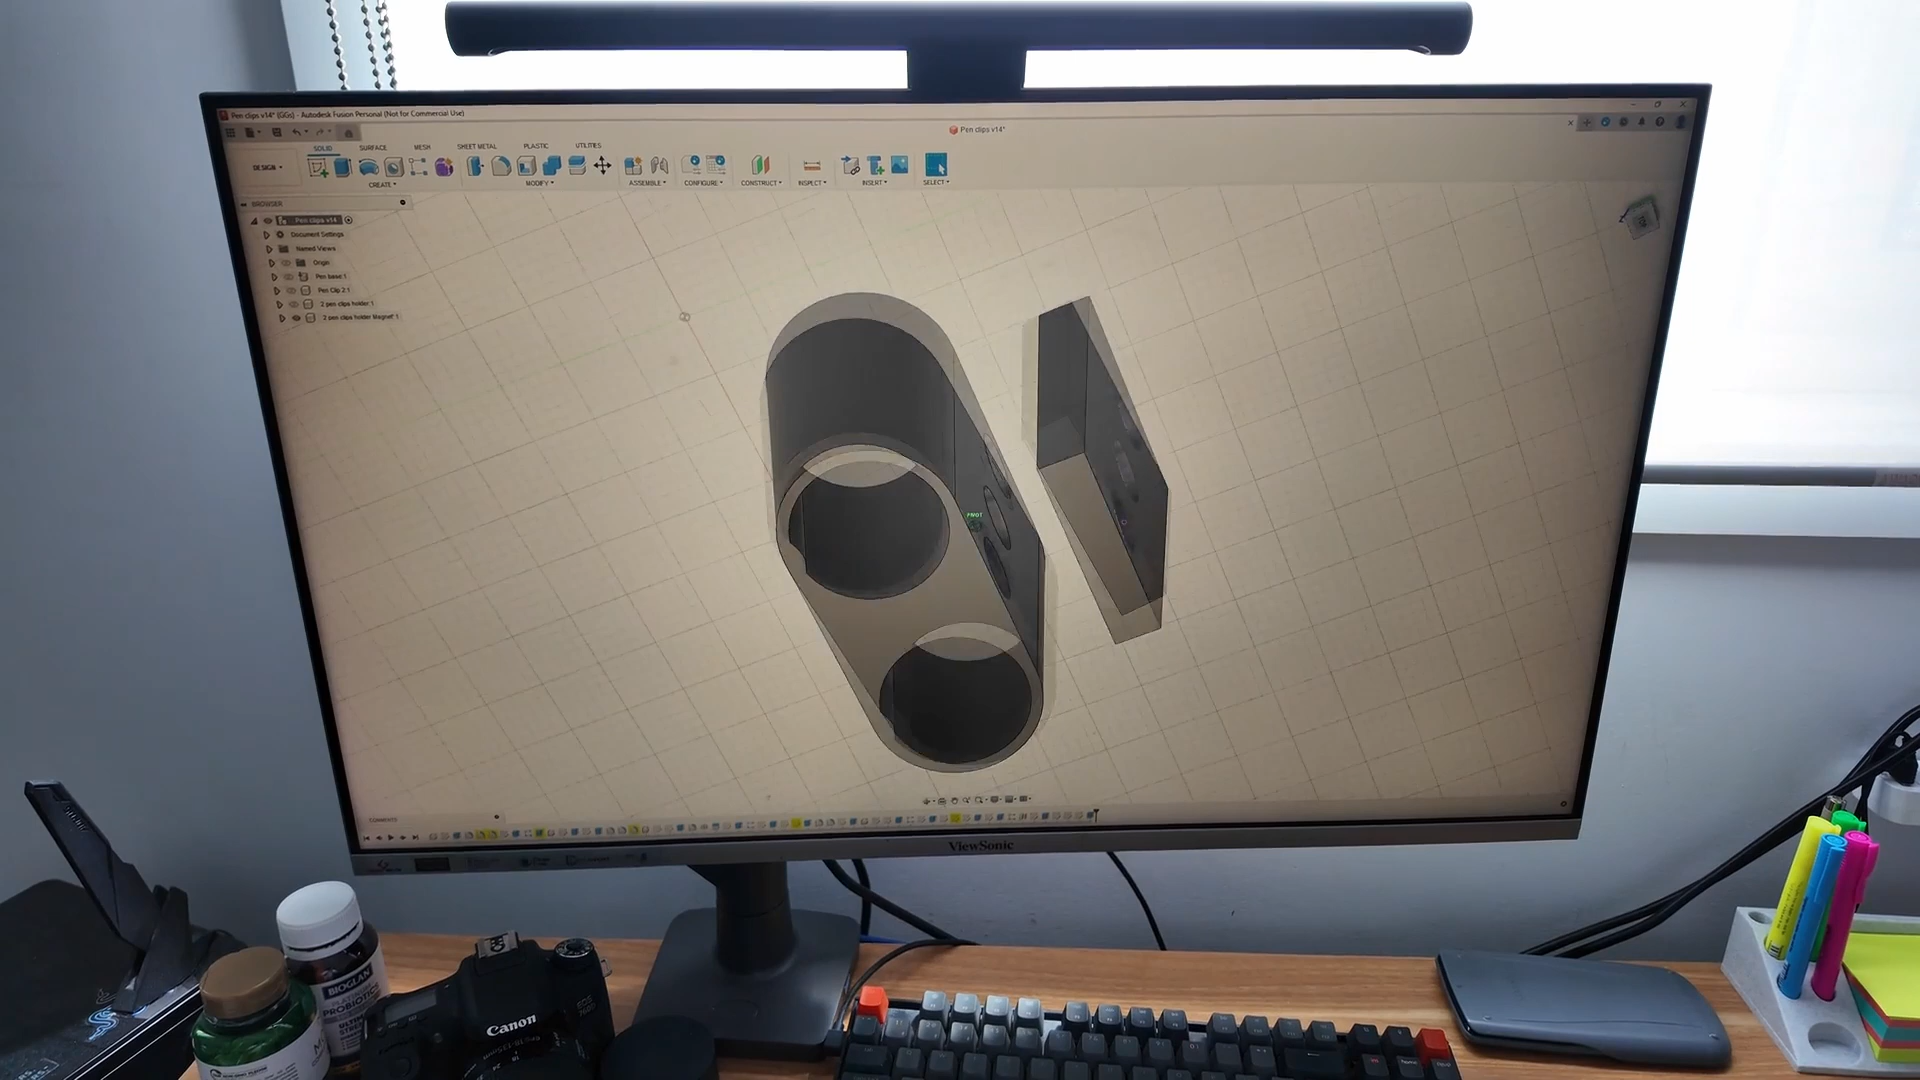 Pen clips v14* (GGs) - Autodesk Fusion Personal (Not for Commercial Use)
Pen clips v14*
SOLID
SURFACE
MESH
SHEET METAL
PLASTIC
UTILITIES
DESIGN
CREATE
MODIFY
ASSEMBLE
CONFIGURE
CONSTRUCT
INSPECT
INSERT
SELECT
BROWSER
Pen clips v14
Document Settings
Named Views
Origin
Pen base:1
Pen Clip 2:1
2 pen clips holder:1
2 pen clips holder Magnet:1
PIVOT
COMMENTS
ViewSonic
BIOGLAN
PLATINUM
PROBIOTIC
Canon
EOS